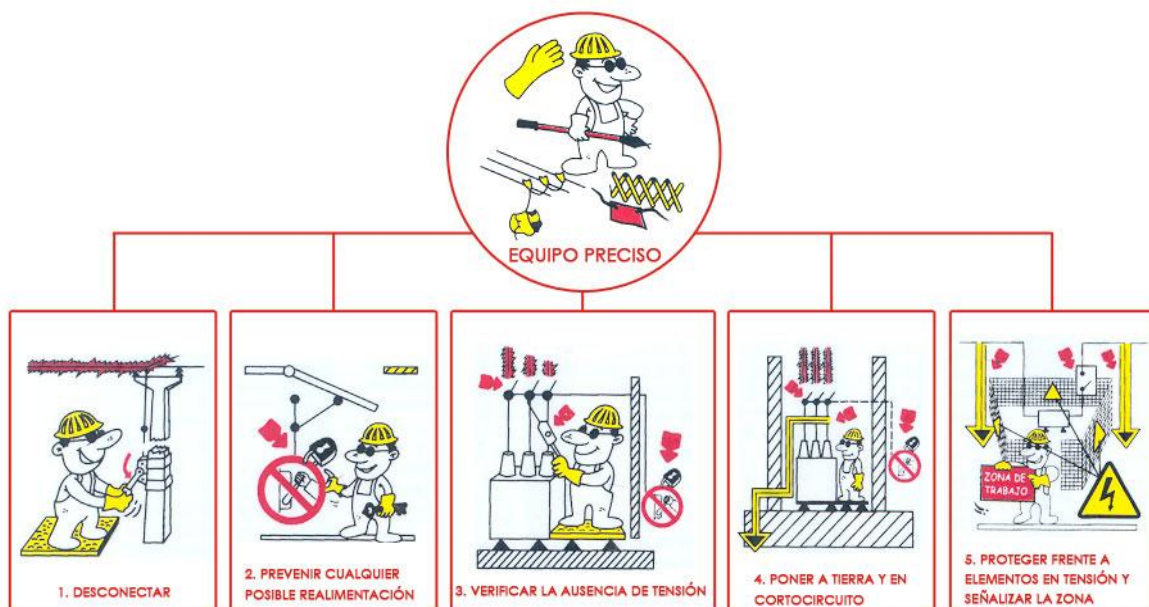 EQUIPO PRECISO
1. DESCONECTAR
2. PREVENIR CUALQUIER
POSIBLE REALIMENTACIÓN
3. VERIFICAR LA AUSENCIA DE TENSIÓN
4. PONER A TIERRA Y EN
CORTOCIRCUITO
ZONA DE
TRABAJO
5. PROTEGER FRENTE A
ELEMENTOS EN TENSIÓN Y
SEÑALIZAR LA ZONA